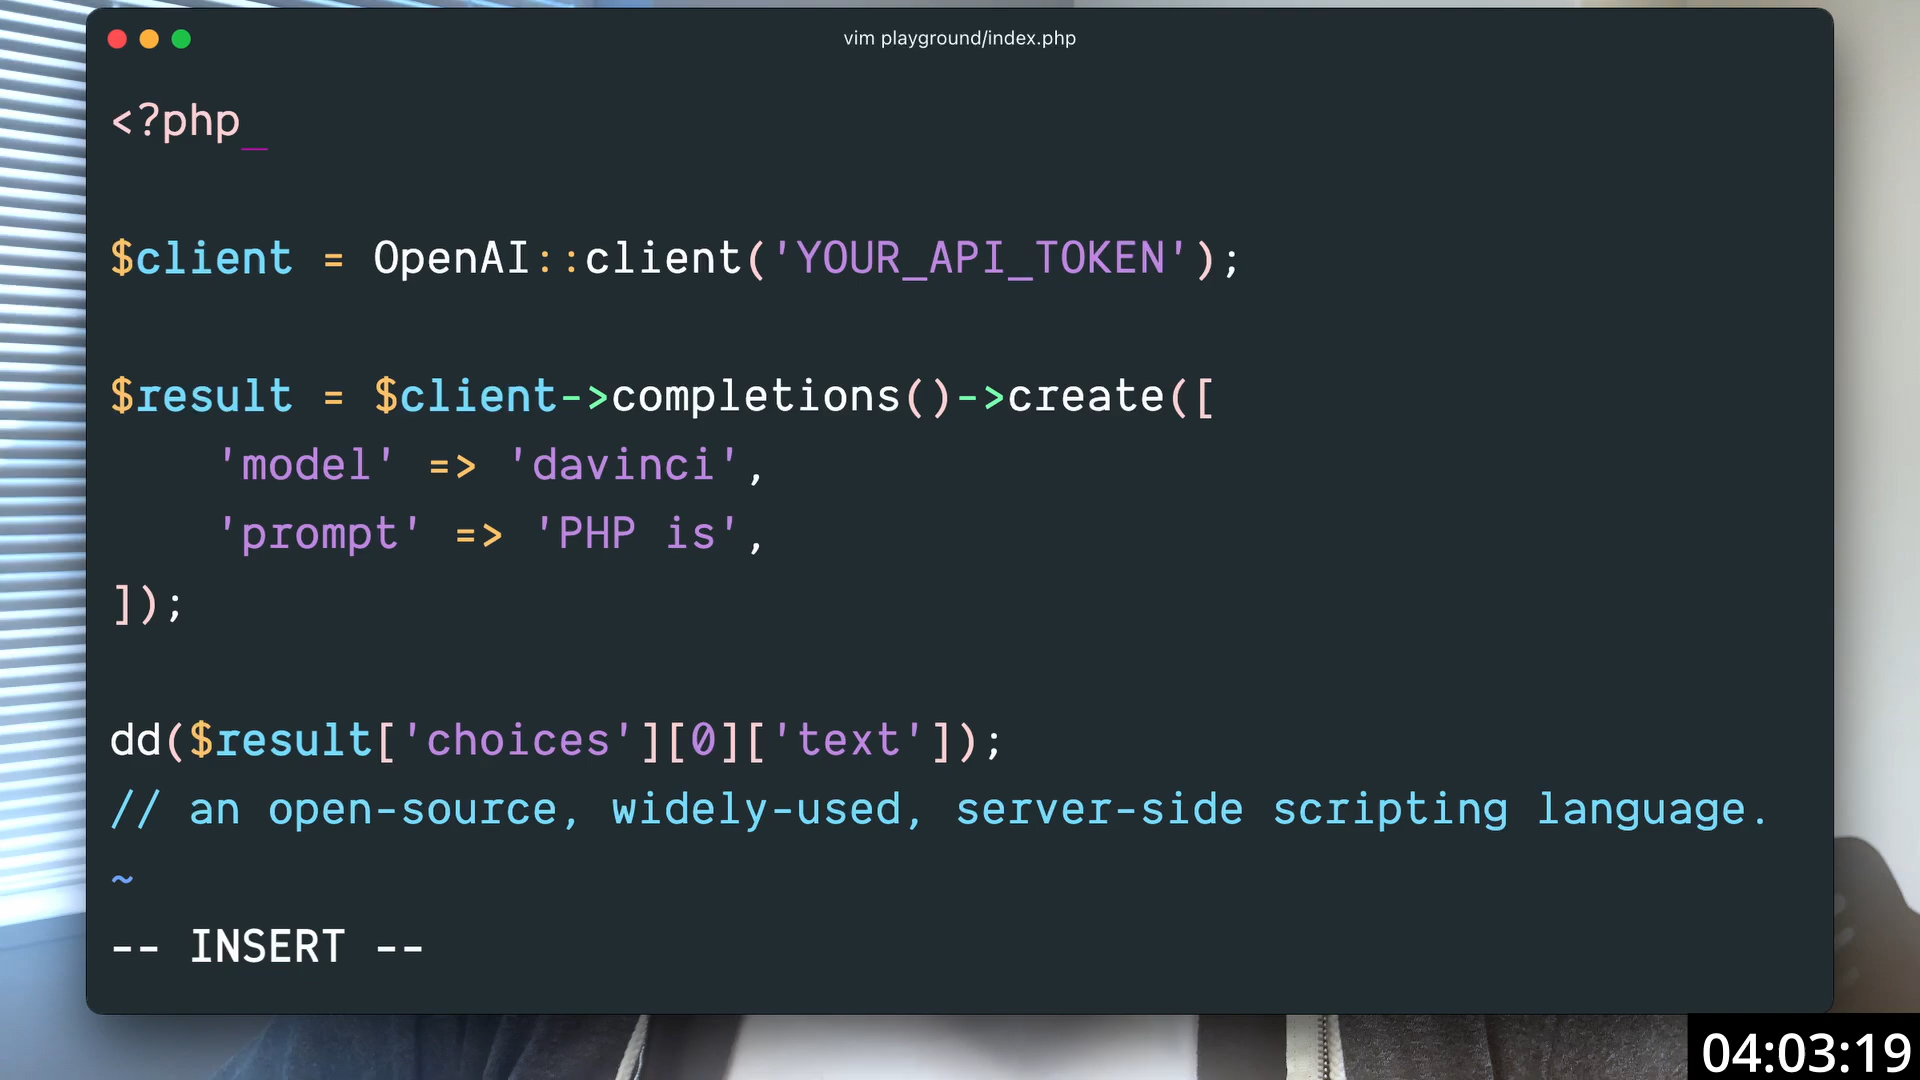 vim playground/index.php
<?php_
$client = OpenAI::client('YOUR_API_TOKEN');
$result = $client->completions()->create([
    'model' => 'davinci',
    'prompt' => 'PHP is',
]);
dd($result['choices'][0]['text']);
// an open-source, widely-used, server-side scripting language.
~
-- INSERT --
04:03:19